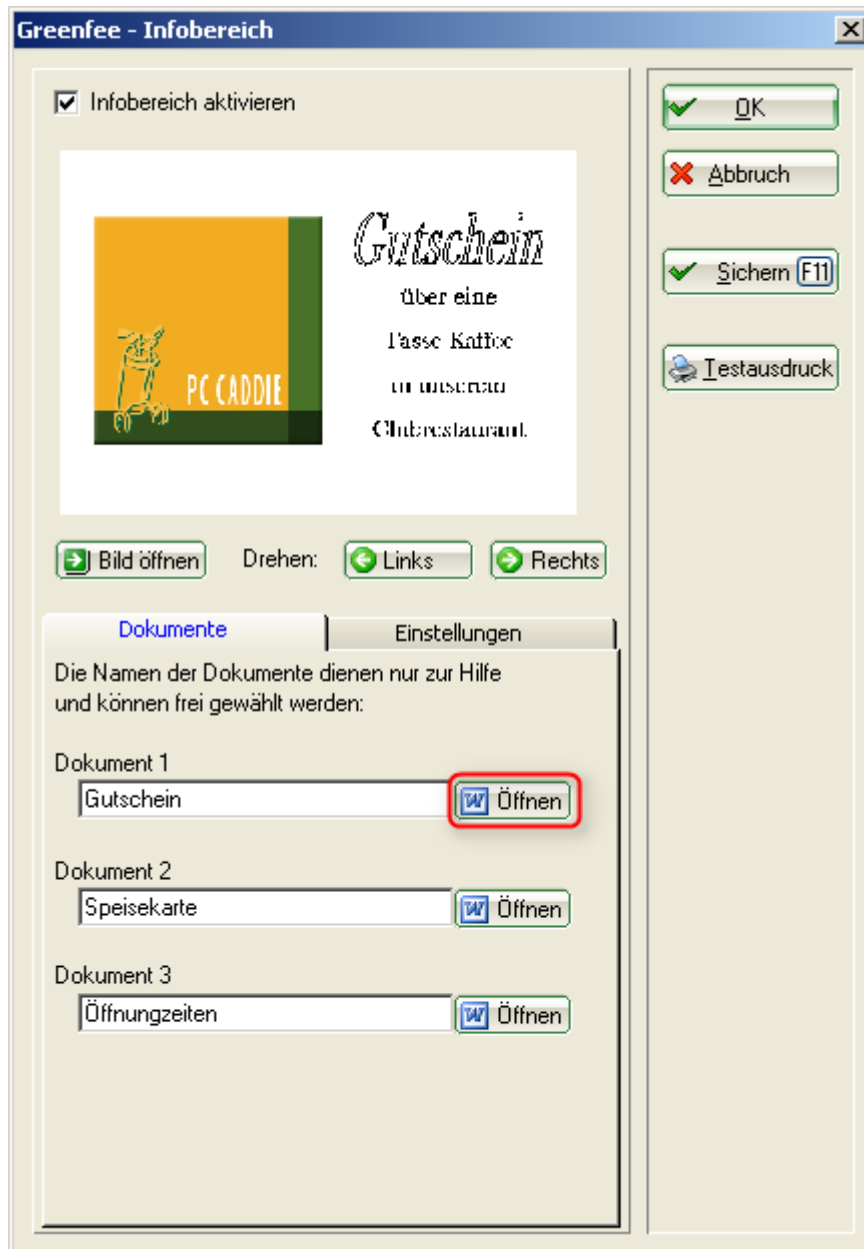 Greenfee - Infobereich
Infobereich aktivieren
Gutschein
über eine
Tasse Kaffee
in unserem
Clubrestaurant.
PC CADDIE
Bild öffnen
Drehen:
Links
Rechts
Dokumente
Einstellungen
Die Namen der Dokumente dienen nur zur Hilfe
und können frei gewählt werden:
Dokument 1
Gutschein
Öffnen
Dokument 2
Speisekarte
Öffnen
Dokument 3
Öffnungzeiten
Öffnen
OK
Abbruch
Sichern F11
Testausdruck